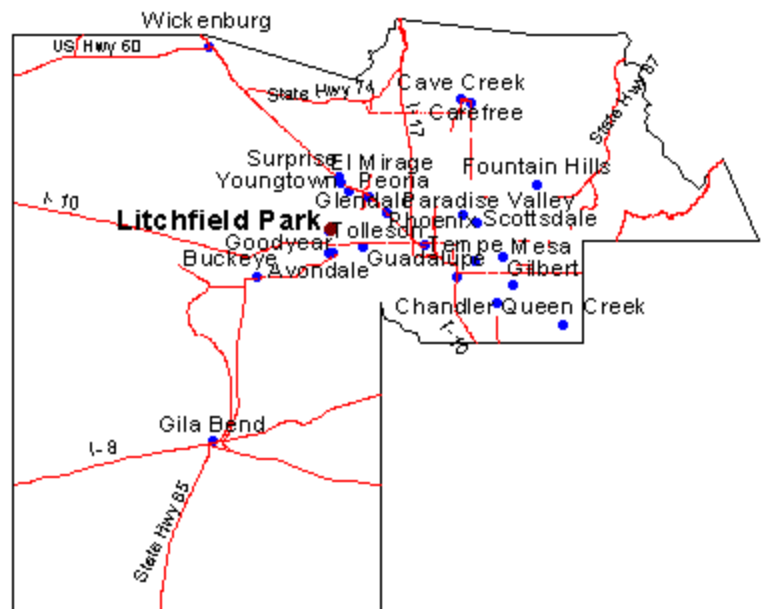 Wickenburg
US Hwy 60
State Hwy 74
Cave Creek
Carefree
I- 17
State Hwy 87
Surprise
El Mirage
Fountain Hills
Youngtown
Peoria
I- 10
Glendale
Paradise Valley
Litchfield Park
Phoenix
Scottsdale
Tolleson
Goodyear
Tempe
Mesa
Buckeye
Avondale
Guadalupe
Gilbert
Chandler
Queen Creek
I- 10
Gila Bend
I- 8
State Hwy 85